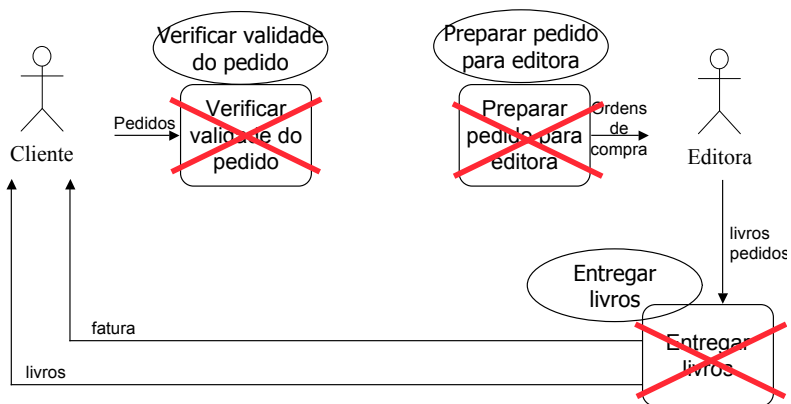 Verificar validade
do pedido
Preparar pedido
para editora
Pedidos
Verificar
validade do
pedido
Preparar
pedido para
editora
Ordens
de
compra
Cliente
Editora
livros
pedidos
Entregar
livros
fatura
Entregar
livros
livros